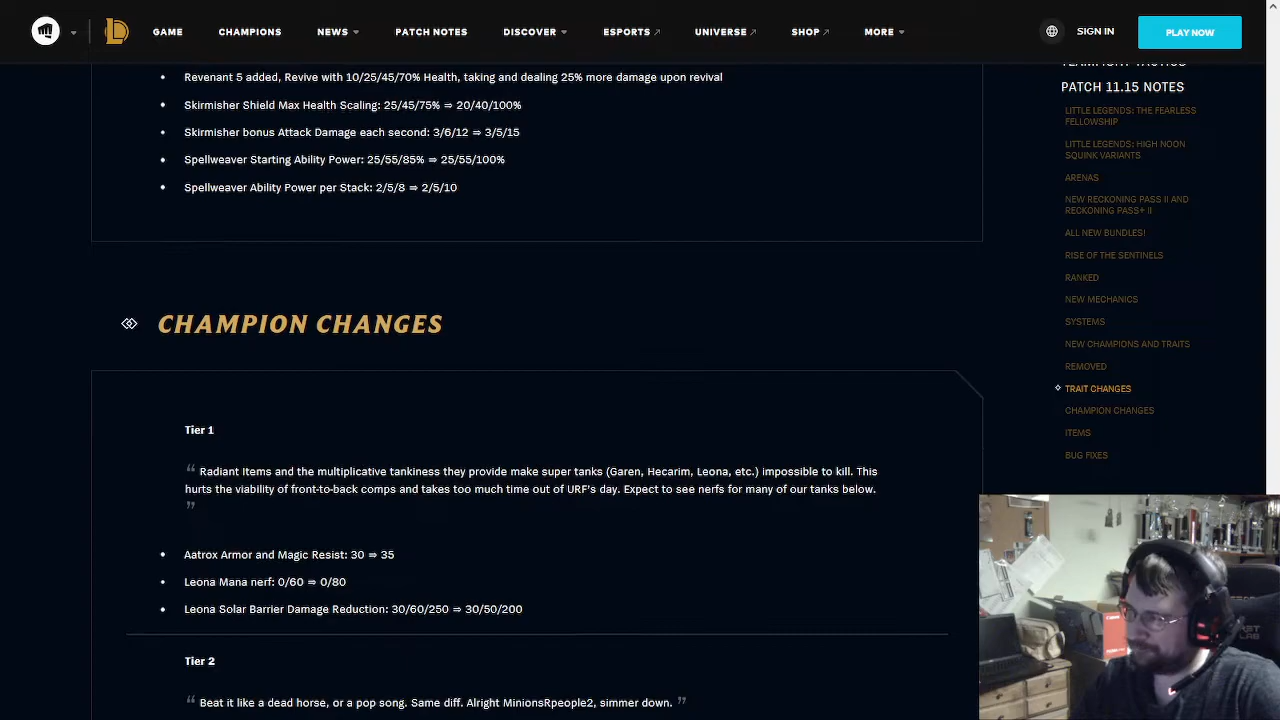 GAME CHAMPIONS NEWS PATCH NOTES DISCOVER ESPORTS UNIVERSE SHOP MORE SIGN IN PLAY NOW
Revenant 5 added, Revive with 10/25/45/70% Health, taking and dealing 25% more damage upon revival
Skirmisher Shield Max Health Scaling: 25/45/75% ⇒ 20/40/100%
Skirmisher bonus Attack Damage each second: 3/6/12 ⇒ 3/5/15
Spellweaver Starting Ability Power: 35/55/85% ⇒ 25/55/100%
Spellweaver Ability Power per Stack: 2/5/8 ⇒ 2/5/10
CHAMPION CHANGES
Tier 1
“ Radiant Items and the multiplicative tankiness they provide make super tanks (Garen, Hecarim, Leona, etc.) impossible to kill. This
hurts the viability of front-to-back comps and takes too much time out of URF's day. Expect to see nerfs for many of our tanks below.
”
Aatrox Armor and Magic Resist: 30 ⇒ 35
Leona Mana nerf: 0/60 ⇒ 0/80
Leona Solar Barrier Damage Reduction: 30/60/250 ⇒ 30/50/200
Tier 2
“ Beat it like a dead horse, or a pop song. Same diff. Alright MinionsRpeople2, simmer down. ”
TEAMFIGHT TACTICS
PATCH 11.15 NOTES
LITTLE LEGENDS: THE FEARLESS
FELLOWSHIP
LITTLE LEGENDS: HIGH NOON
SQUINK VARIANTS
ARENAS
NEW RECKONING PASS II AND
RECKONING PASS+ II
ALL NEW BUNDLES!
RISE OF THE SENTINELS
RANKED
NEW MECHANICS
SYSTEMS
NEW CHAMPIONS AND TRAITS
REMOVED
TRAIT CHANGES
CHAMPION CHANGES
ITEMS
BUG FIXES